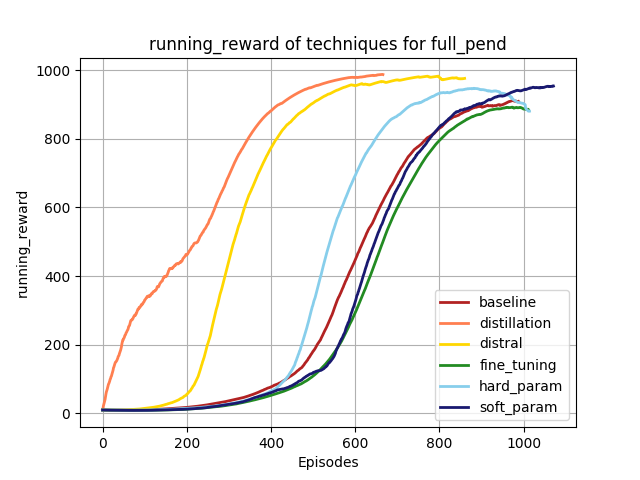 running_reward of techniques for full_pend
1000
800
600
400
200
0
running_reward
0 200 400 600 800 1000
Episodes
baseline
distillation
distral
fine_tuning
hard_param
soft_param